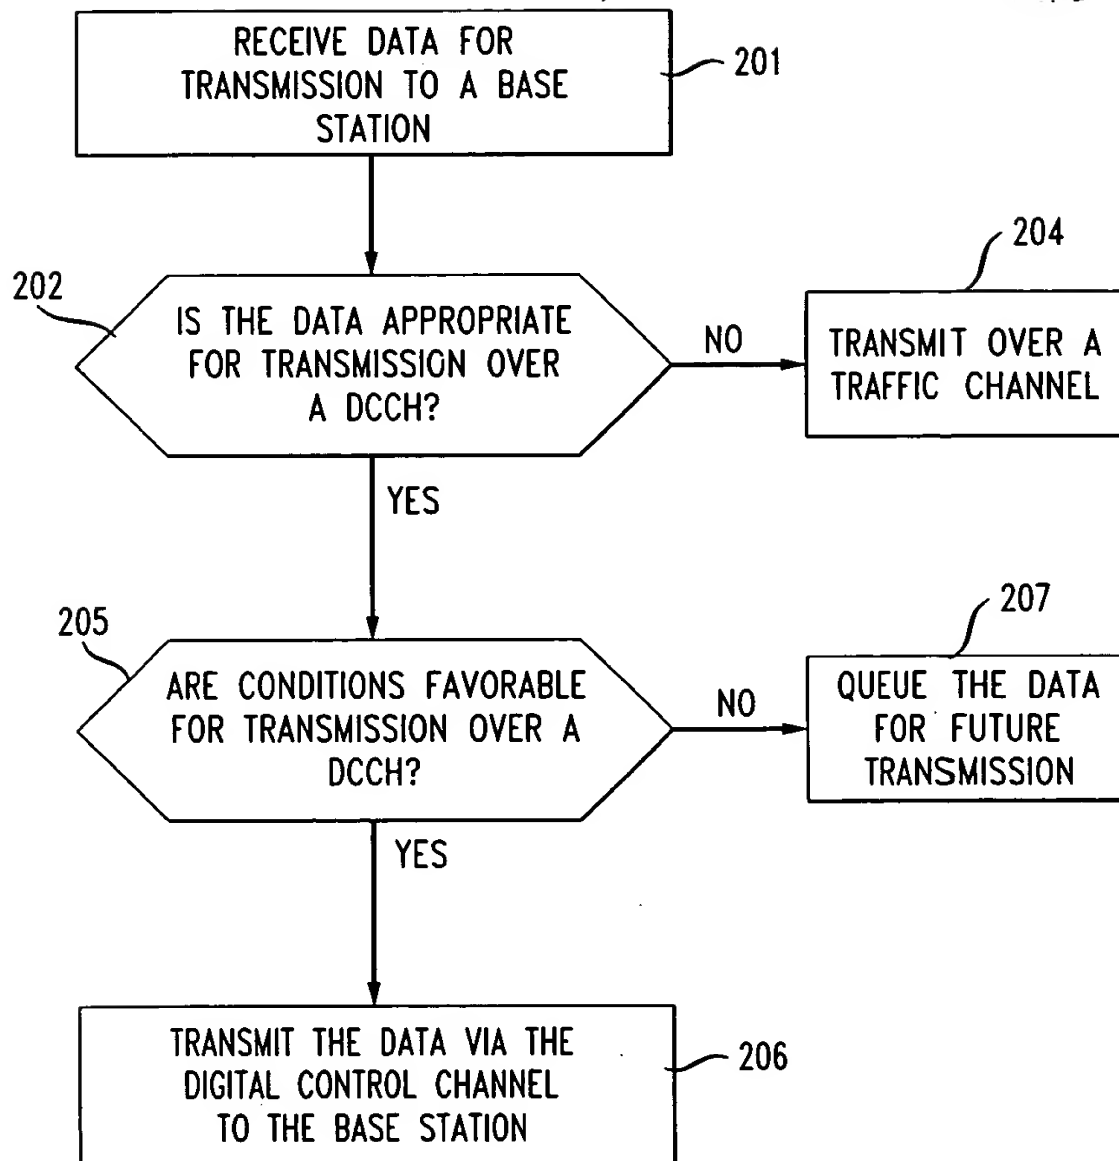 RECEIVE DATA FOR
TRANSMISSION TO A BASE
STATION
201
202
IS THE DATA APPROPRIATE
FOR TRANSMISSION OVER
A DCCH?
NO
204
TRANSMIT OVER A
TRAFFIC CHANNEL
YES
205
ARE CONDITIONS FAVORABLE
FOR TRANSMISSION OVER A
DCCH?
NO
207
QUEUE THE DATA
FOR FUTURE
TRANSMISSION
YES
TRANSMIT THE DATA VIA THE
DIGITAL CONTROL CHANNEL
TO THE BASE STATION
206